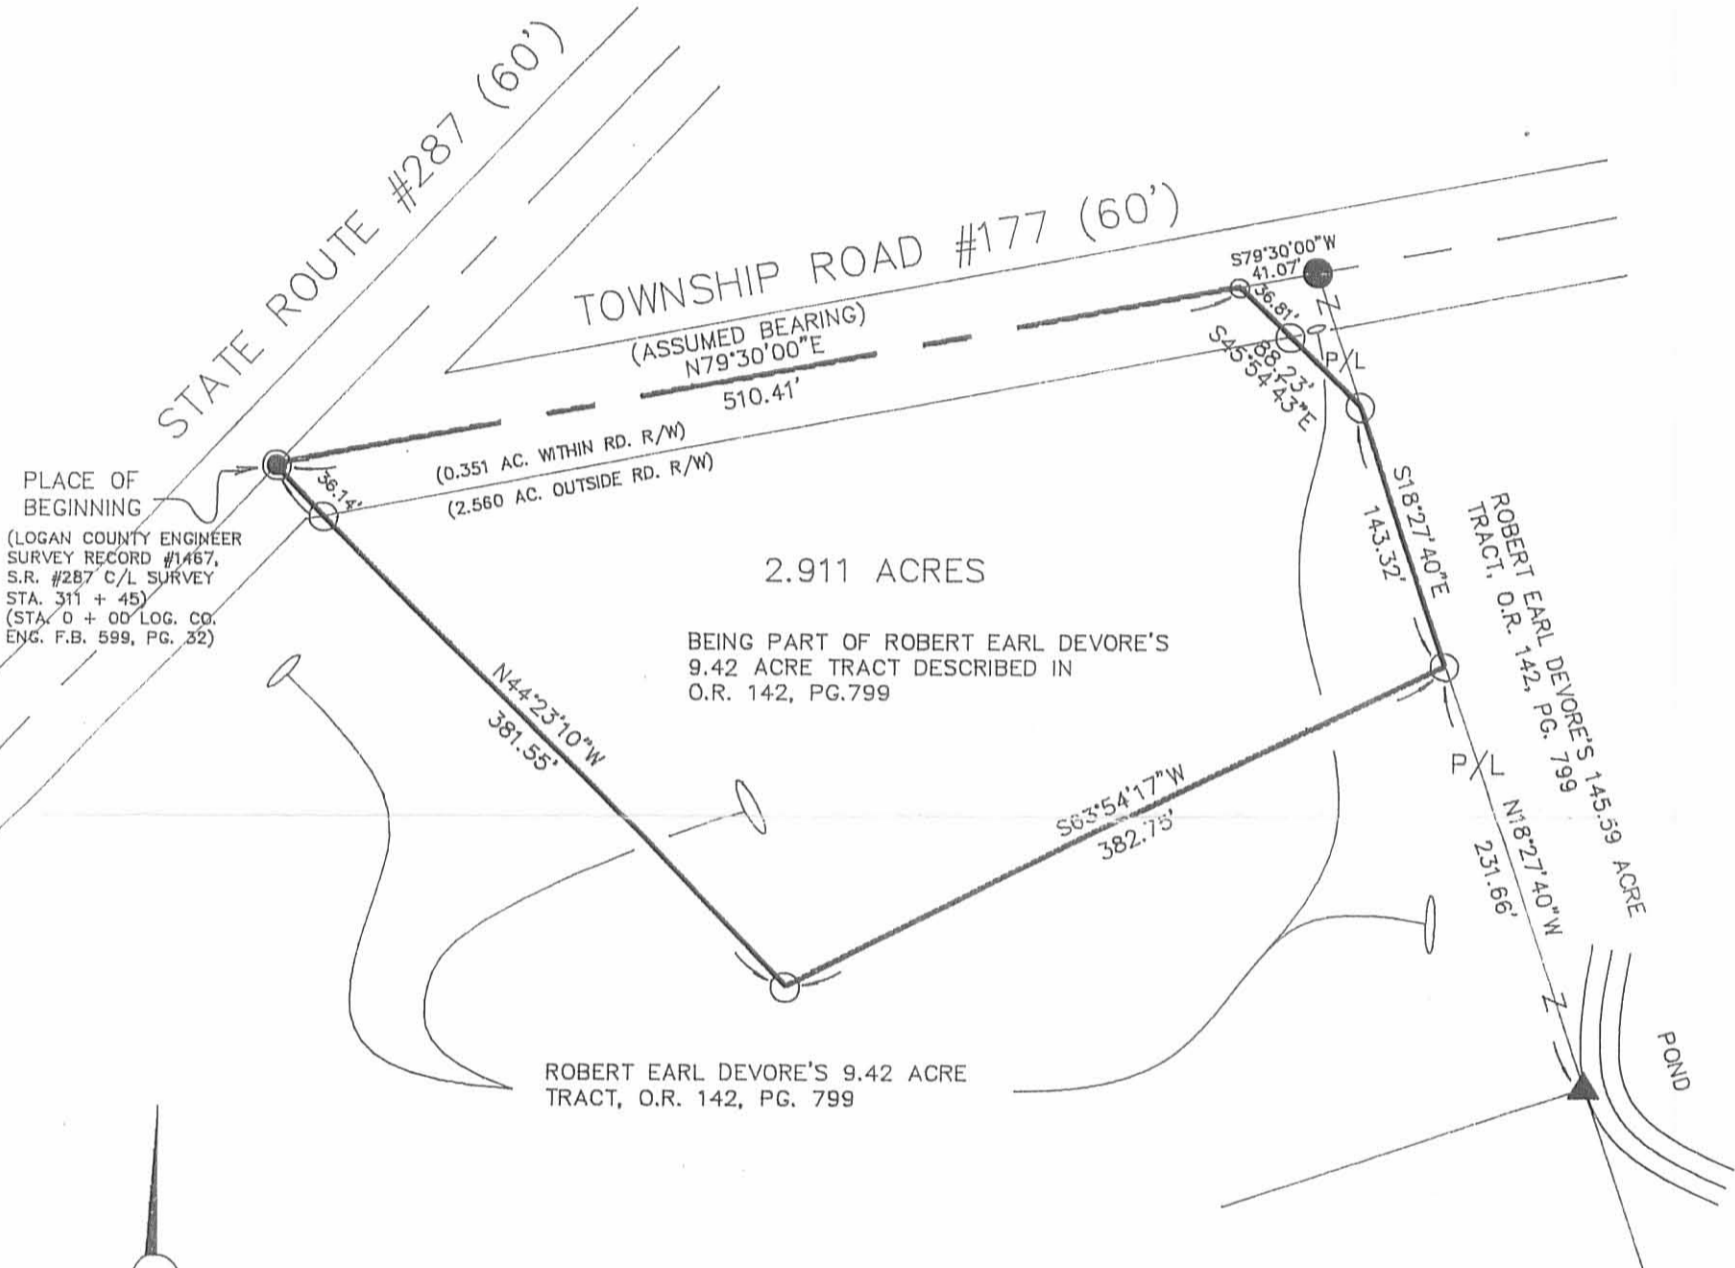 STATE ROUTE #287 (60')
TOWNSHIP ROAD #177 (60')
(ASSUMED BEARING)
N79°30'00"E
510.41'
S79°30'00"W
41.07'
36.81'
88.23'
S45°54'43"E
P/L
Z
(0.351 AC. WITHIN RD. R/W)
(2.560 AC. OUTSIDE RD. R/W)
36.14'
PLACE OF
BEGINNING
(LOGAN COUNTY ENGINEER
SURVEY RECORD #1467,
S.R. #287 C/L SURVEY
STA. 311 + 45)
(STA. 0 + 00 LOG. CO.
ENG. F.B. 599, PG. 32)
2.911 ACRES
BEING PART OF ROBERT EARL DEVORE'S
9.42 ACRE TRACT DESCRIBED IN
O.R. 142, PG.799
S18°27'40"E
143.32'
ROBERT EARL DEVORE'S 145.59 ACRE
TRACT, O.R. 142, PG. 799
N44°23'10"W
381.55'
S63°54'17"W
382.75'
P/L
N18°27'40"W
231.66'
Z
POND
ROBERT EARL DEVORE'S 9.42 ACRE
TRACT, O.R. 142, PG. 799